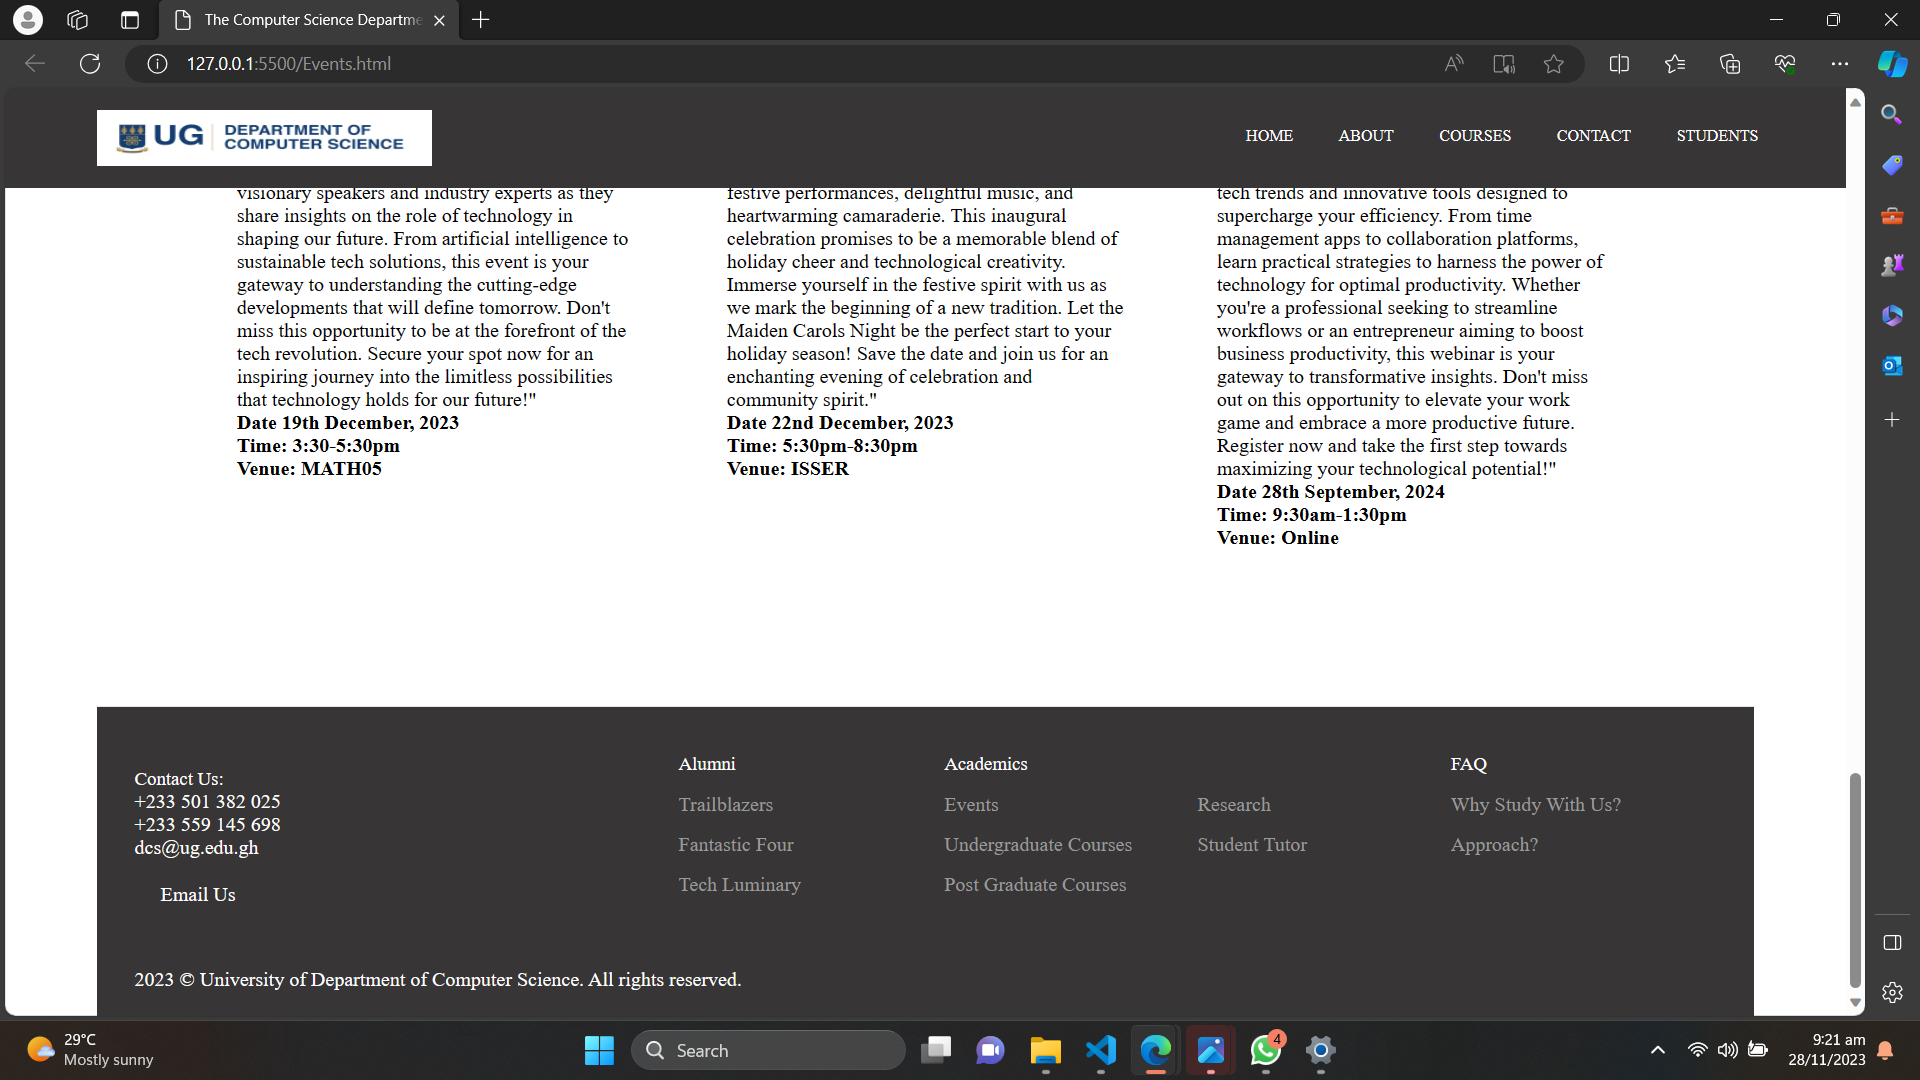 The Computer Science Departme
127.0.0.1:5500/Events.html
UG DEPARTMENT OF COMPUTER SCIENCE
HOME ABOUT COURSES CONTACT STUDENTS
visionary speakers and industry experts as they
share insights on the role of technology in
shaping our future. From artificial intelligence to
sustainable tech solutions, this event is your
gateway to understanding the cutting-edge
developments that will define tomorrow. Don't
miss this opportunity to be at the forefront of the
tech revolution. Secure your spot now for an
inspiring journey into the limitless possibilities
that technology holds for our future!"
Date 19th December, 2023
Time: 3:30-5:30pm
Venue: MATH05
festive performances, delightful music, and
heartwarming camaraderie. This inaugural
celebration promises to be a memorable blend of
holiday cheer and technological creativity.
Immerse yourself in the festive spirit with us as
we mark the beginning of a new tradition. Let the
Maiden Carols Night be the perfect start to your
holiday season! Save the date and join us for an
enchanting evening of celebration and
community spirit."
Date 22nd December, 2023
Time: 5:30pm-8:30pm
Venue: ISSER
tech trends and innovative tools designed to
supercharge your efficiency. From time
management apps to collaboration platforms,
learn practical strategies to harness the power of
technology for optimal productivity. Whether
you're a professional seeking to streamline
workflows or an entrepreneur aiming to boost
business productivity, this webinar is your
gateway to transformative insights. Don't miss
out on this opportunity to elevate your work
game and embrace a more productive future.
Register now and take the first step towards
maximizing your technological potential!"
Date 28th September, 2024
Time: 9:30am-1:30pm
Venue: Online
Contact Us:
+233 501 382 025
+233 559 145 698
dcs@ug.edu.gh
Email Us
Alumni
Trailblazers
Fantastic Four
Tech Luminary
Academics
Events
Undergraduate Courses
Post Graduate Courses
Research
Student Tutor
FAQ
Why Study With Us?
Approach?
2023 © University of Department of Computer Science. All rights reserved.
29°C
Mostly sunny
Search
4
9:21 am
28/11/2023